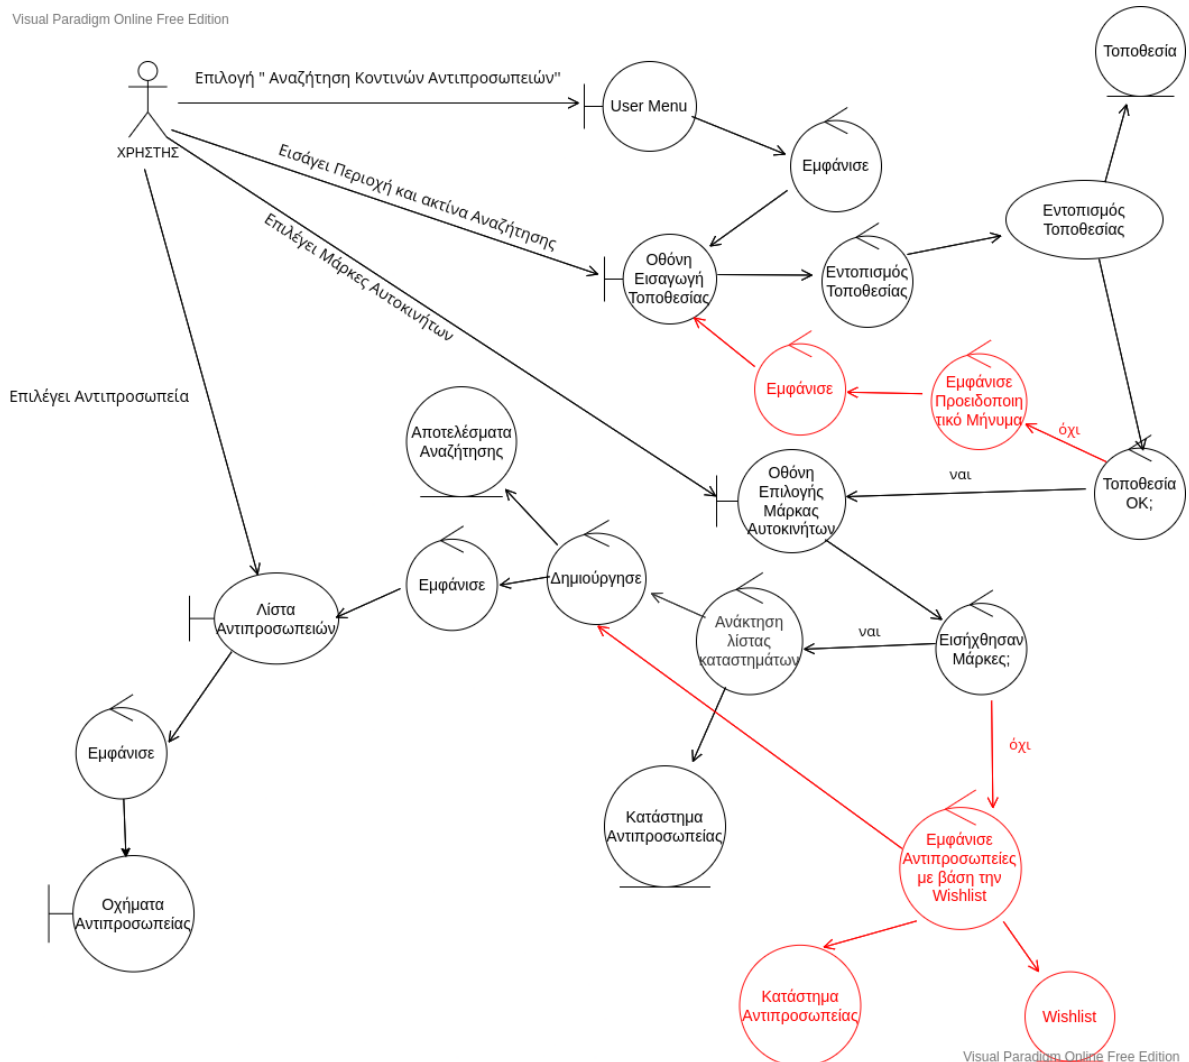 Visual Paradigm Online Free Edition
Τοποθεσία
Επιλογή " Αναζήτηση Κοντινών Αντιπροσωπειών"
User Menu
ΧΡΗΣΤΗΣ
Εμφάνισε
Εισάγει Περιοχή και ακτίνα Αναζήτησης
Εντοπισμός
Τοποθεσίας
Επιλέγει Μάρκες Αυτοκινήτων
Οθόνη
Εισαγωγή
Τοποθεσίας
Εντοπισμός
Τοποθεσίας
Εμφάνισε
Εμφάνισε
Προειδοποιη
τικό Μήνυμα
όχι
Επιλέγει Αντιπροσωπεία
Αποτελέσματα
Αναζήτησης
Οθόνη
Επιλογής
Μάρκας
Αυτοκινήτων
ναι
Τοποθεσία
ΟΚ;
Εμφάνισε
Δημιούργησε
Λίστα
Αντιπροσωπειών
Ανάκτηση
λίστας
καταστημάτων
ναι
Εισήχθησαν
Μάρκες;
Εμφάνισε
όχι
Κατάστημα
Αντιπροσωπείας
Εμφάνισε
Αντιπροσωπείες
με βάση την
Wishlist
Οχήματα
Αντιπροσωπείας
Κατάστημα
Αντιπροσωπείας
Wishlist
Visual Paradigm Online Free Edition